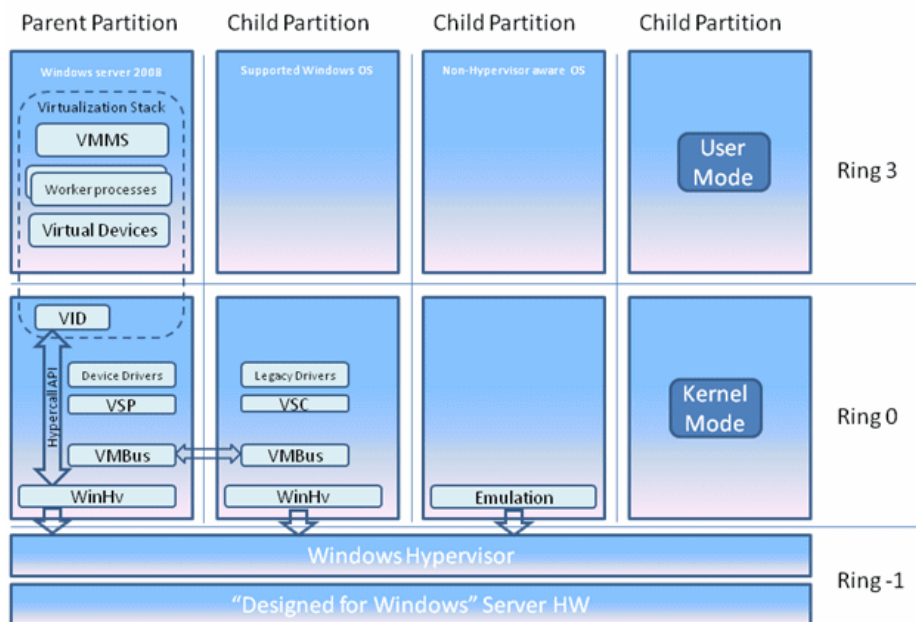 Parent Partition
Child Partition
Child Partition
Child Partition
Windows server 2008
Supported Windows OS
Non-Hypervisor aware OS
Virtualization Stack
VMMS
Worker processes
Virtual Devices
User
Mode
Ring 3
VID
Hypercall API
Device Drivers
VSP
VMBus
WinHv
Legacy Drivers
VSC
VMBus
WinHv
Emulation
Kernel
Mode
Ring 0
Windows Hypervisor
“Designed for Windows” Server HW
Ring -1